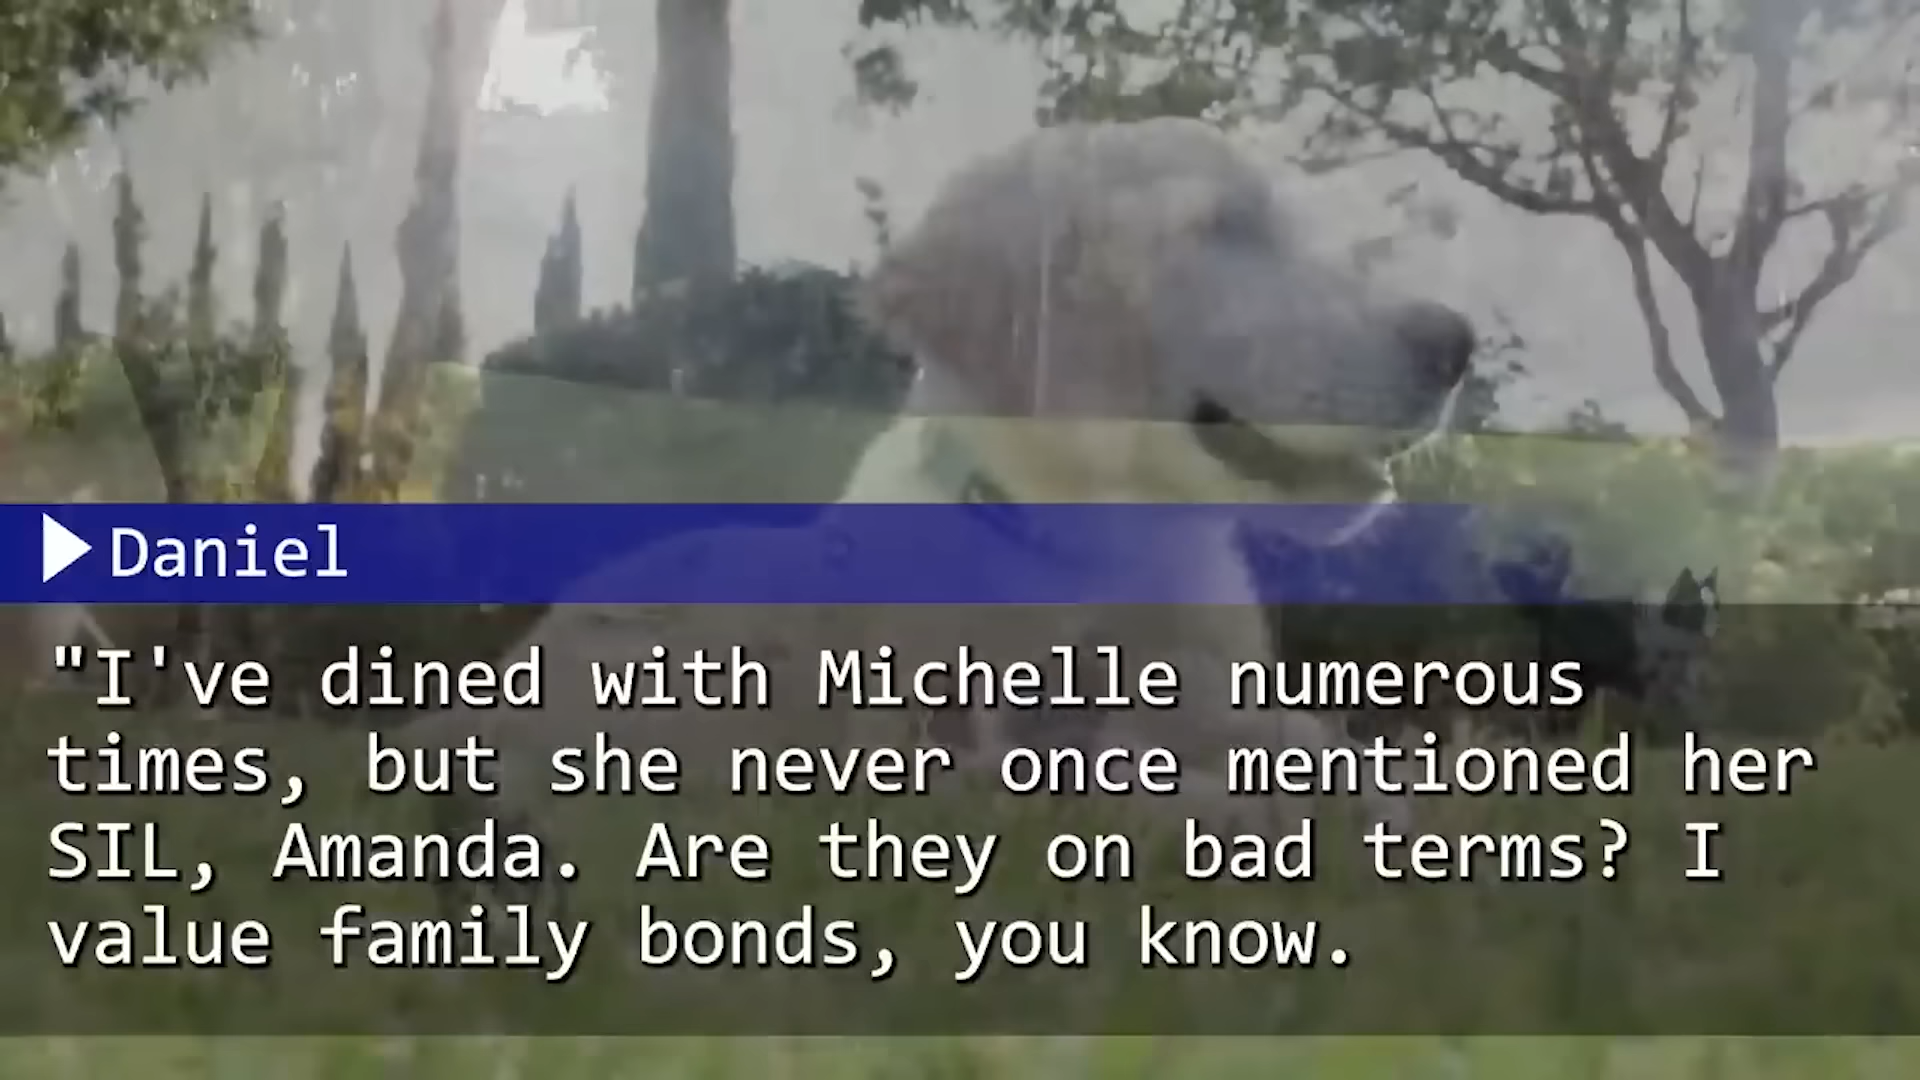 Daniel
"I've dined with Michelle numerous
times, but she never once mentioned her
SIL, Amanda. Are they on bad terms? I
value family bonds, you know.